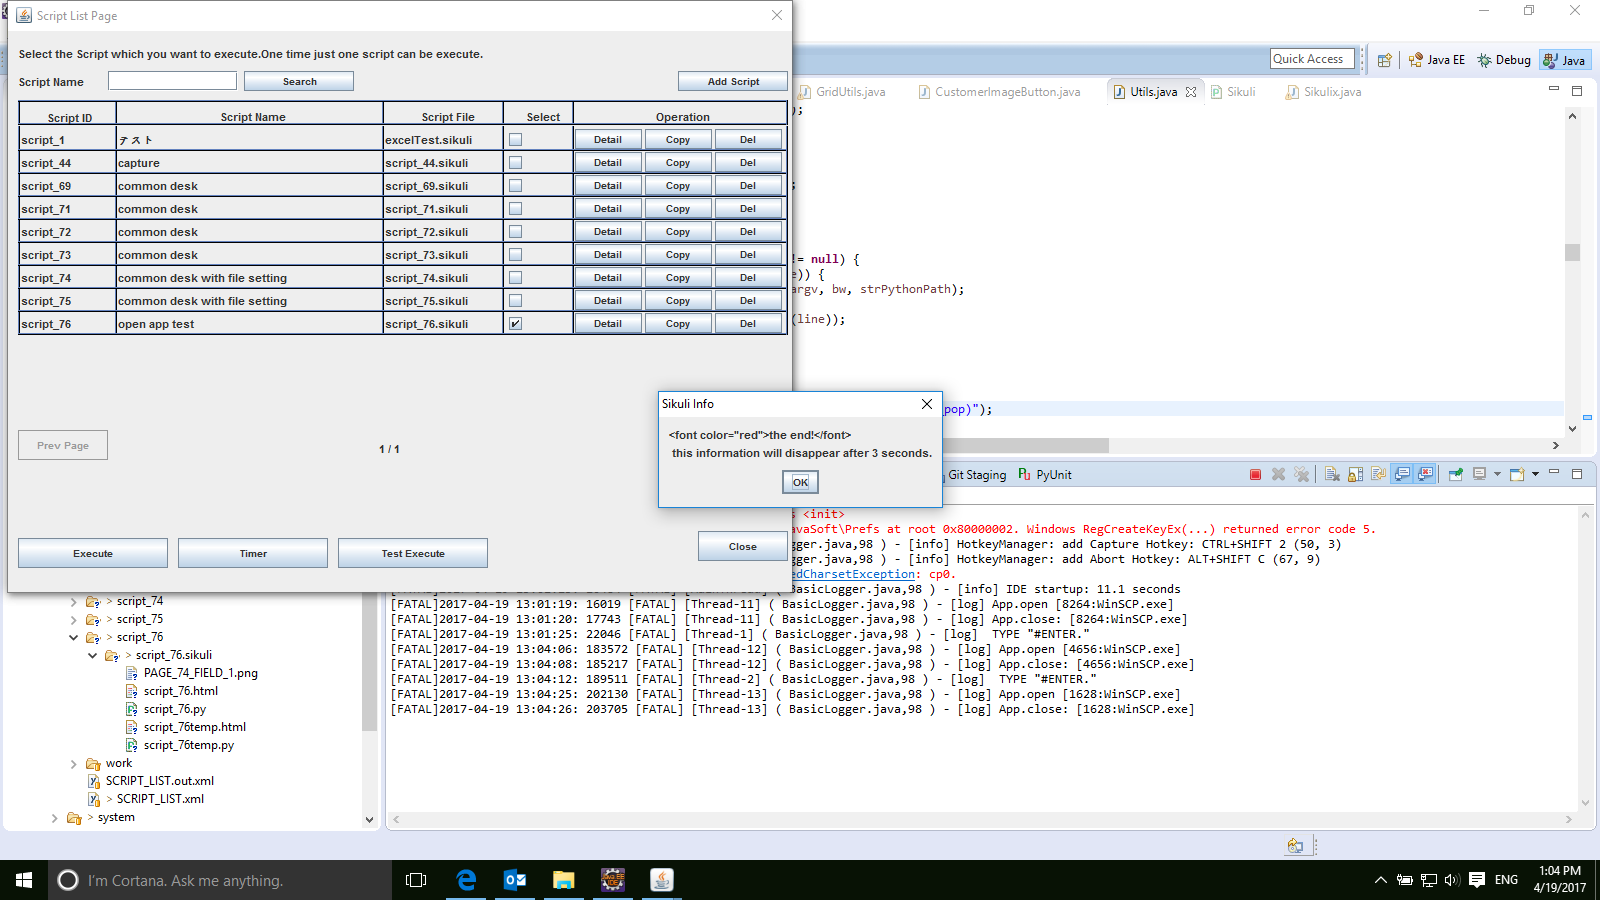 Script List Page
Select the Script which you want to execute.One time just one script can be execute.
Script Name
Search
Add Script
Script ID Script Name Script File Select Operation
script_1 テスト excelTest.sikuli Detail Copy Del
script_44 capture script_44.sikuli Detail Copy Del
script_69 common desk script_69.sikuli Detail Copy Del
script_71 common desk script_71.sikuli Detail Copy Del
script_72 common desk script_72.sikuli Detail Copy Del
script_73 common desk script_73.sikuli Detail Copy Del
script_74 common desk with file setting script_74.sikuli Detail Copy Del
script_75 common desk with file setting script_75.sikuli Detail Copy Del
script_76 open app test script_76.sikuli Detail Copy Del
Prev Page
1 / 1
Execute Timer Test Execute Close
Quick Access
Java EE Debug Java
GridUtils.java CustomerImageButton.java Utils.java Sikuli Sikulix.java
);
;
!= null) {
)) {
argv, bw, strPythonPath);
(line));
pop)");
Sikuli Info
<font color="red">the end!</font>
this information will disappear after 3 seconds.
OK
Git Staging PyUnit
<init>
avaSoft\Prefs at root 0x80000002. Windows RegCreateKeyEx(...) returned error code 5.
gger.java,98 ) - [info] HotkeyManager: add Capture Hotkey: CTRL+SHIFT 2 (50, 3)
gger.java,98 ) - [info] HotkeyManager: add Abort Hotkey: ALT+SHIFT C (67, 9)
edCharsetException: cp0.
BasicLogger.java,98 ) - [info] IDE startup: 11.1 seconds
[FATAL]2017-04-19 13:01:19: 16019 [FATAL] [Thread-11] ( BasicLogger.java,98 ) - [log] App.open [8264:WinSCP.exe]
[FATAL]2017-04-19 13:01:20: 17743 [FATAL] [Thread-11] ( BasicLogger.java,98 ) - [log] App.close: [8264:WinSCP.exe]
[FATAL]2017-04-19 13:01:25: 22046 [FATAL] [Thread-1] ( BasicLogger.java,98 ) - [log]  TYPE "#ENTER."
[FATAL]2017-04-19 13:04:06: 183572 [FATAL] [Thread-12] ( BasicLogger.java,98 ) - [log] App.open [4656:WinSCP.exe]
[FATAL]2017-04-19 13:04:08: 185217 [FATAL] [Thread-12] ( BasicLogger.java,98 ) - [log] App.close: [4656:WinSCP.exe]
[FATAL]2017-04-19 13:04:12: 189511 [FATAL] [Thread-2] ( BasicLogger.java,98 ) - [log]  TYPE "#ENTER."
[FATAL]2017-04-19 13:04:25: 202130 [FATAL] [Thread-13] ( BasicLogger.java,98 ) - [log] App.open [1628:WinSCP.exe]
[FATAL]2017-04-19 13:04:26: 203705 [FATAL] [Thread-13] ( BasicLogger.java,98 ) - [log] App.close: [1628:WinSCP.exe]
> script_74
> script_75
> script_76
> script_76.sikuli
PAGE_74_FIELD_1.png
script_76.html
script_76.py
script_76temp.html
script_76temp.py
work
SCRIPT_LIST.out.xml
> SCRIPT_LIST.xml
> system
I'm Cortana. Ask me anything.
ENG
1:04 PM
4/19/2017